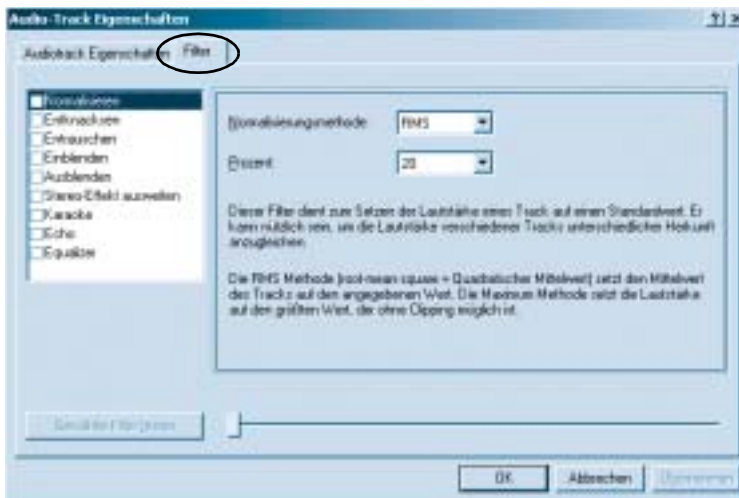 Audio-Track Eigenschaften
Audiotrack Eigenschaften
Filter
Normalisieren
Entknacksen
Entrauschen
Einblenden
Ausblenden
Stereo-Effekt ausweiten
Karaoke
Echo
Equalizer
Normalisierungsmethode
RMS
Prozent
20
Dieser Filter dient zum Setzen der Lautstärke eines Track auf einen Standardwert. Er
kann nützlich sein, um die Lautstärke verschiedener Tracks unterschiedlicher Herkunft
anzugleichen.
Die RMS Methode (root-mean square = Quadratischer Mittelwert) setzt den Mittelwert
des Tracks auf den angegebenen Wert. Die Maximum Methode setzt die Lautstärke
auf den größten Wert, der ohne Clipping möglich ist.
OK
Abbrechen
Übernehmen